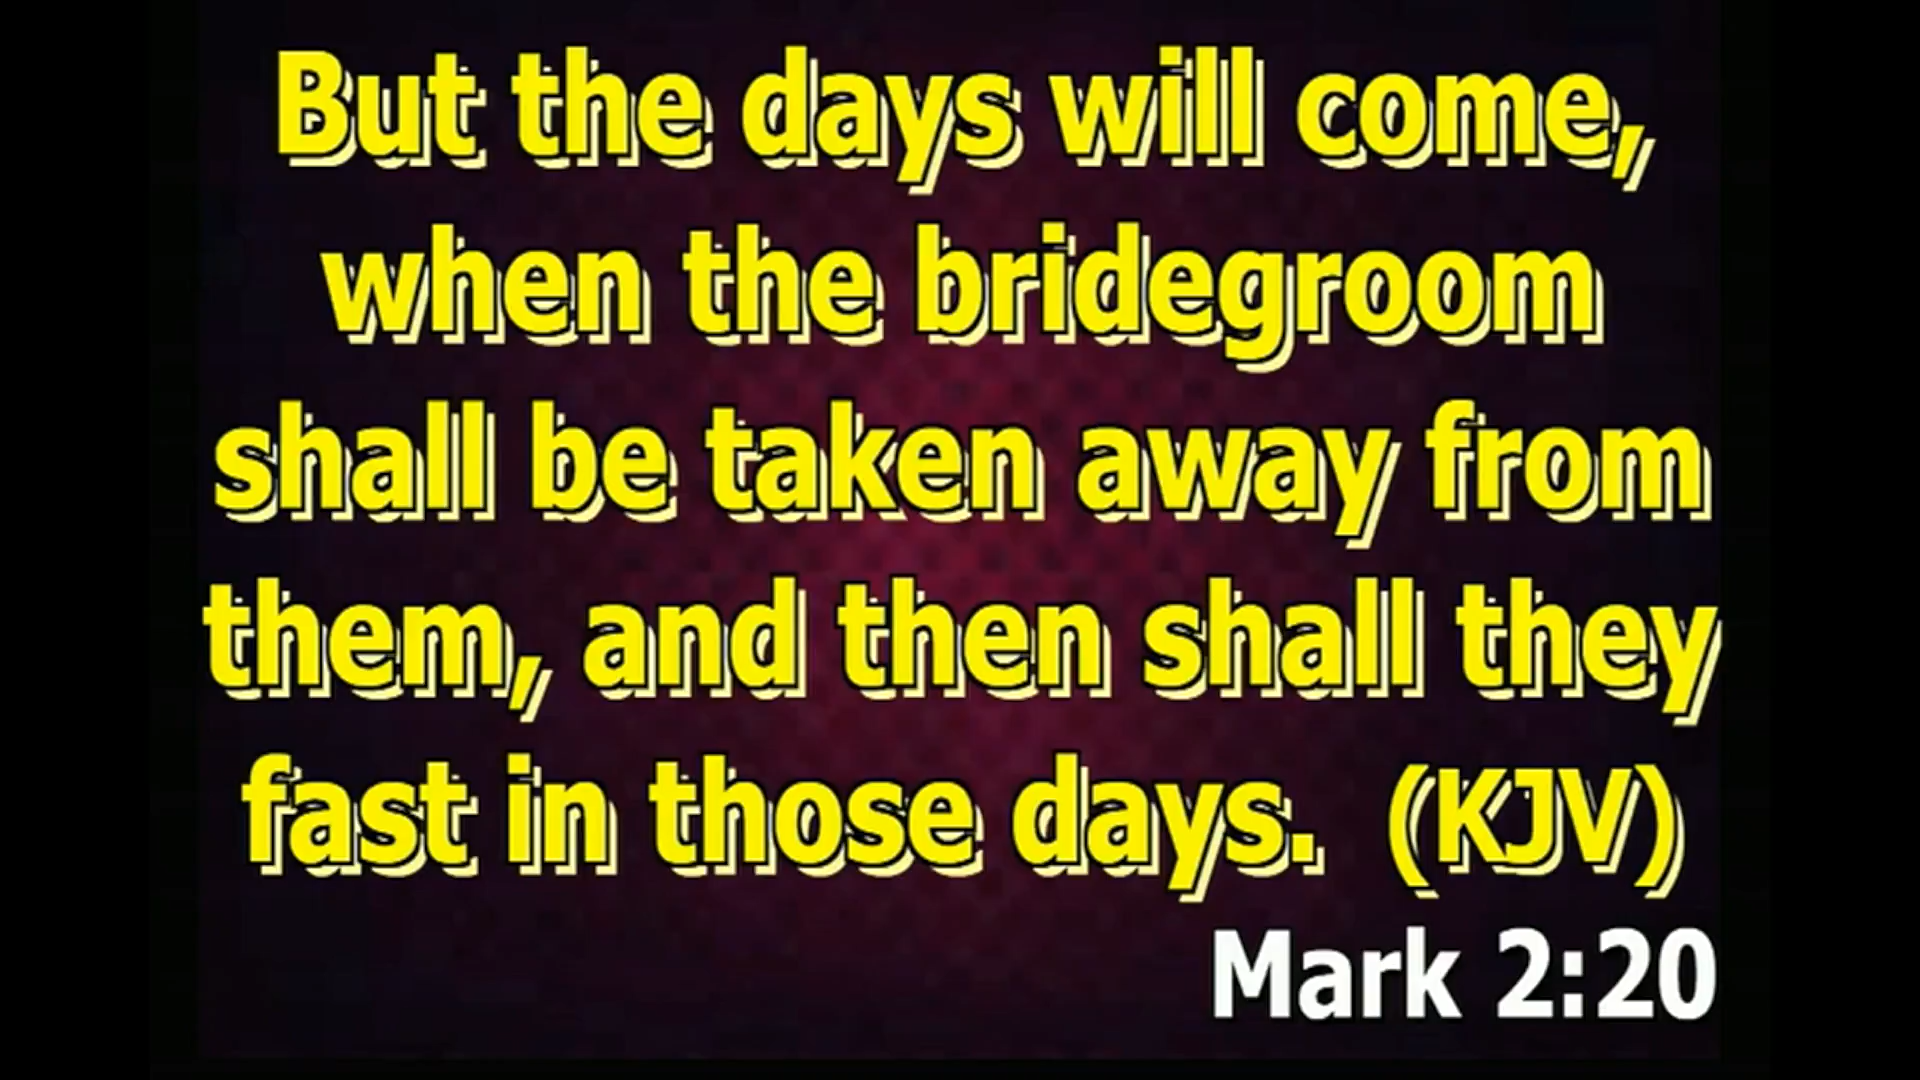 But the days will come,
when the bridegroom
shall be taken away from
them, and then shall they
fast in those days.  (KJV)
Mark 2:20